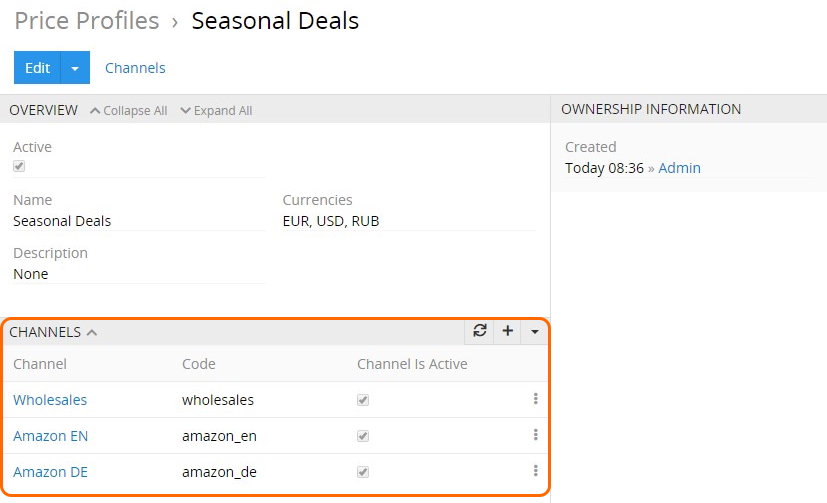 Price Profiles › Seasonal Deals
Edit Channels
OVERVIEW Collapse All Expand All
Active
Name Currencies
Seasonal Deals EUR, USD, RUB
Description
None
OWNERSHIP INFORMATION
Created
Today 08:36 » Admin
CHANNELS
Channel Code Channel Is Active
Wholesales wholesales
Amazon EN amazon_en
Amazon DE amazon_de